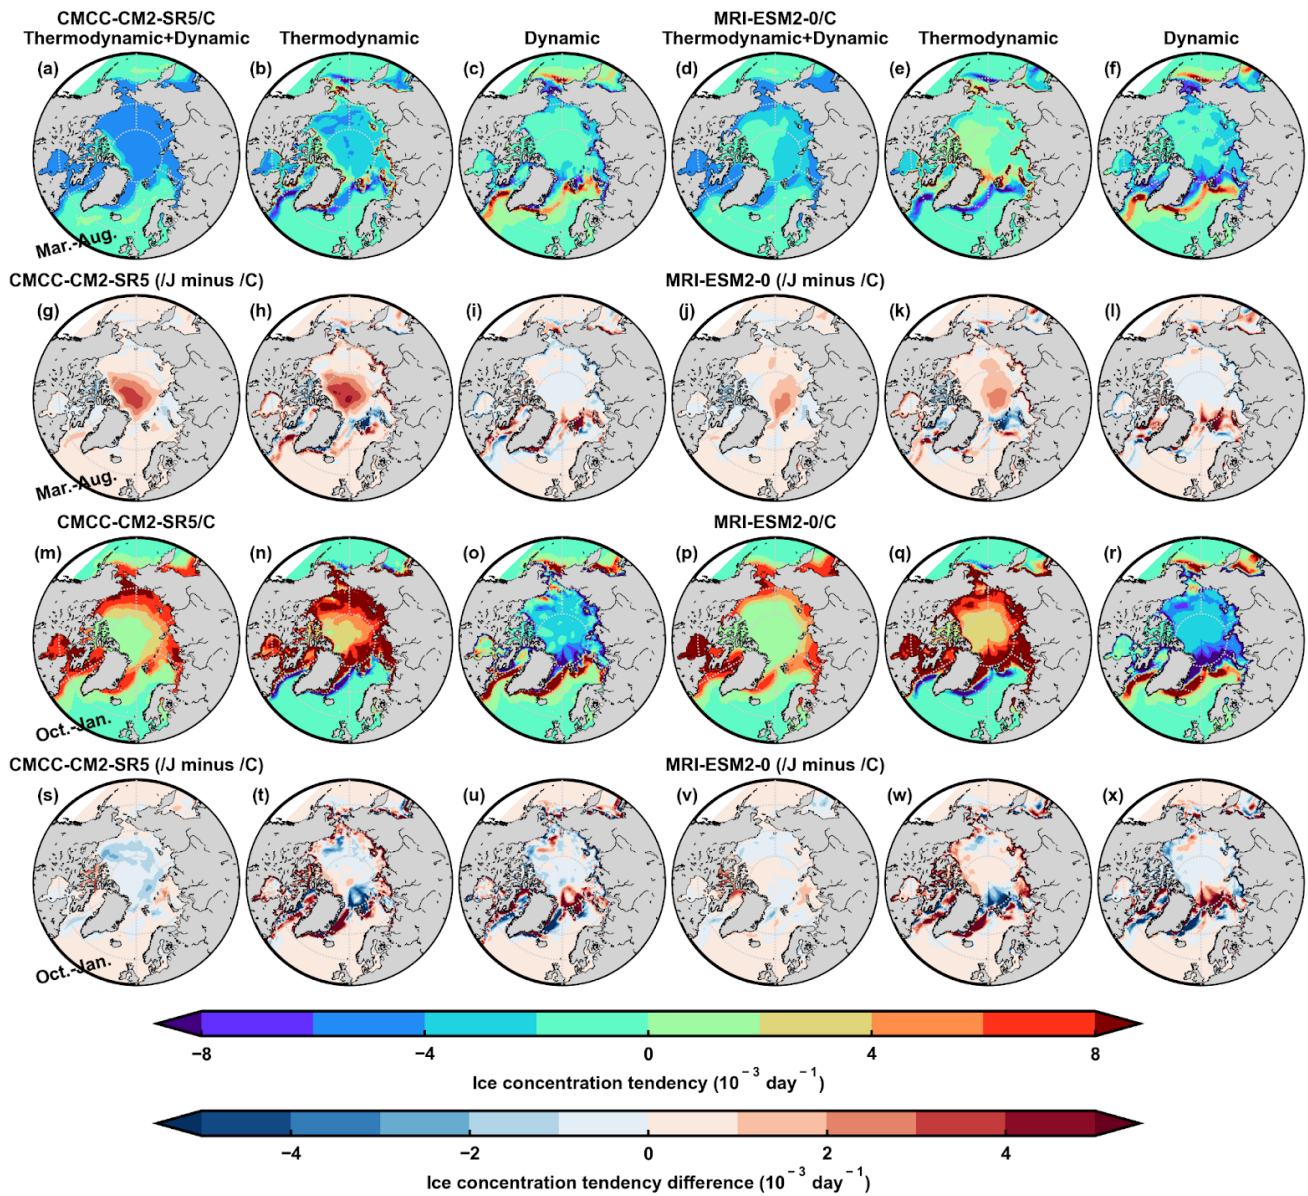 CMCC-CM2-SR5/C MRI-ESM2-0/C
Thermodynamic+Dynamic Thermodynamic Dynamic Thermodynamic+Dynamic Thermodynamic Dynamic
(a) (b) (c) (d) (e) (f)
Mar.-Aug.
CMCC-CM2-SR5 (/J minus /C) MRI-ESM2-0 (/J minus /C)
(g) (h) (i) (j) (k) (l)
Mar.-Aug.
CMCC-CM2-SR5/C MRI-ESM2-0/C
(m) (n) (o) (p) (q) (r)
Oct.-Jan.
CMCC-CM2-SR5 (/J minus /C) MRI-ESM2-0 (/J minus /C)
(s) (t) (u) (v) (w) (x)
Oct.-Jan.
−8 −4 0 4 8
Ice concentration tendency (10⁻³ day⁻¹)
−4 −2 0 2 4
Ice concentration tendency difference (10⁻³ day⁻¹)